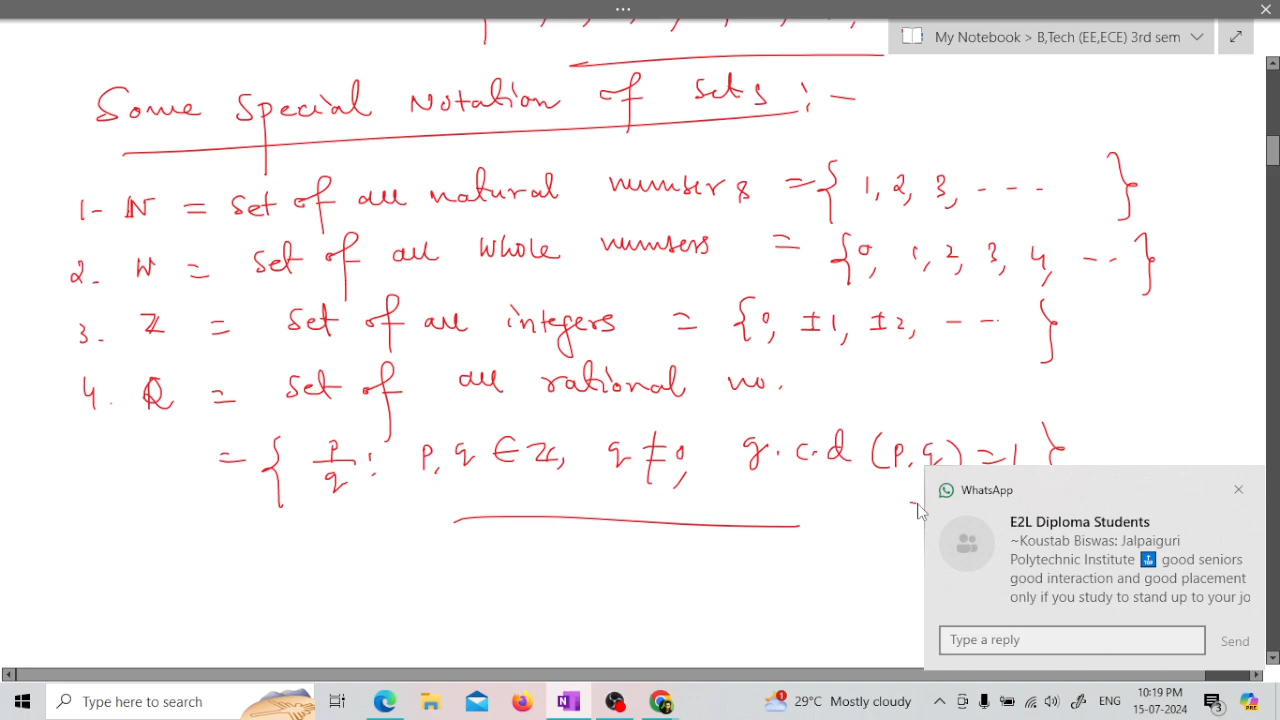 My Notebook > B,Tech (EE,ECE) 3rd sem
Some Special Notation of sets :-
1- N = set of all natural numbers = { 1, 2, 3, - - - }
2. W = set of all whole numbers = { 0, 1, 2, 3, 4, - - }
3. Z = set of all integers = { 0, ±1, ±2, - - - }
4. Q = set of all rational no.
= { p/q : p, q ∈ Z, q ≠ 0, g.c.d (p, q) = 1 }
WhatsApp
E2L Diploma Students
~Koustab Biswas: Jalpaiguri
Polytechnic Institute 🔝 good seniors
good interaction and good placement
only if you study to stand up to your jo
Type a reply
Send
Type here to search
1
29°C Mostly cloudy
ENG
10:19 PM
15-07-2024
3